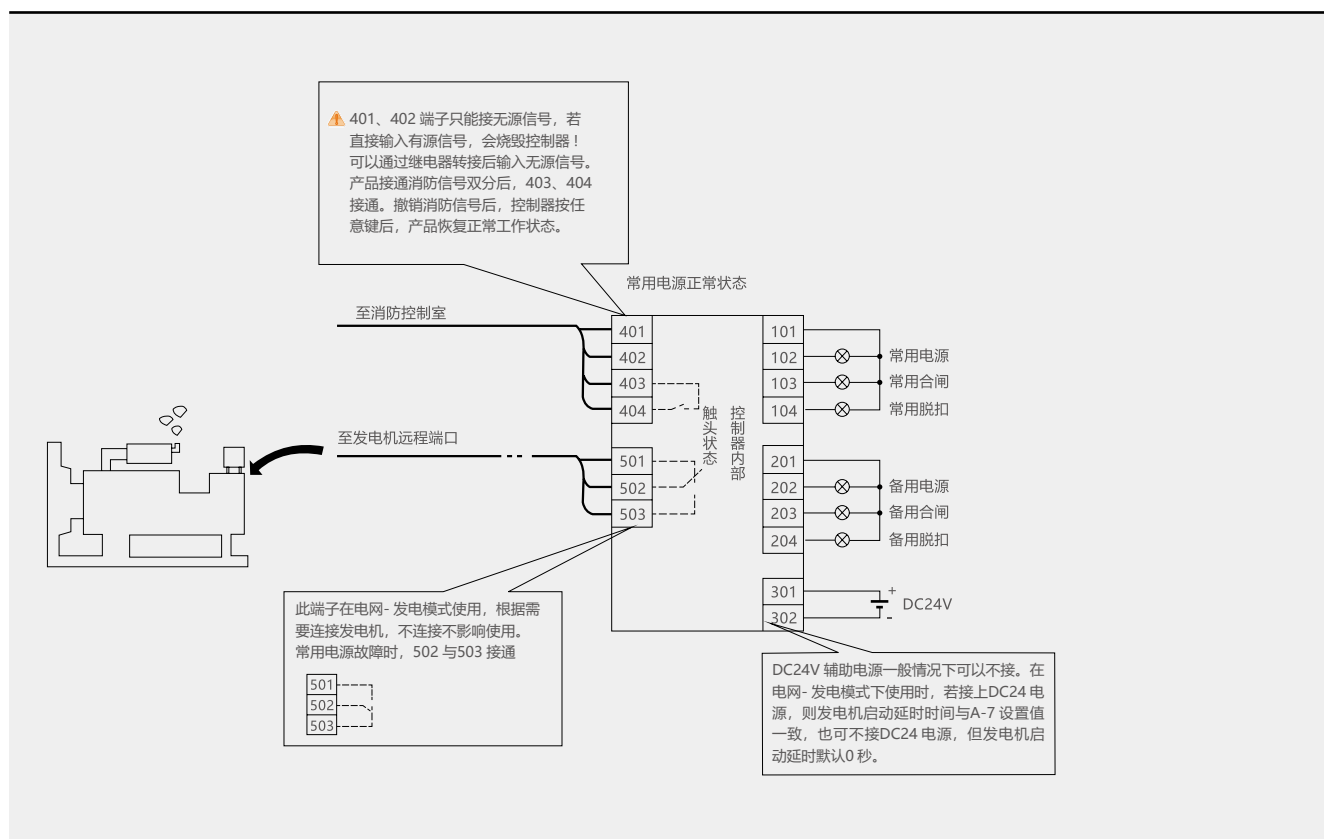 401、402 端子只能接无源信号，若
直接输入有源信号，会烧毁控制器！
可以通过继电器转接后输入无源信号。
产品接通消防信号双分后，403、404
接通。撤销消防信号后，控制器按任
意键后，产品恢复正常工作状态。
常用电源正常状态
至消防控制室
401
402
403
404
至发电机远程端口
501
502
503
触头状态
控制器内部
101
102
常用电源
103
常用合闸
104
常用脱扣
201
202
备用电源
203
备用合闸
204
备用脱扣
301
302
+
DC24V
-
此端子在电网- 发电模式使用，根据需
要连接发电机，不连接不影响使用。
常用电源故障时，502 与503 接通
501
502
503
DC24V 辅助电源一般情况下可以不接。在
电网- 发电模式下使用时，若接上DC24 电
源，则发电机启动延时时间与A-7 设置值
一致，也可不接DC24 电源，但发电机启
动延时默认0 秒。